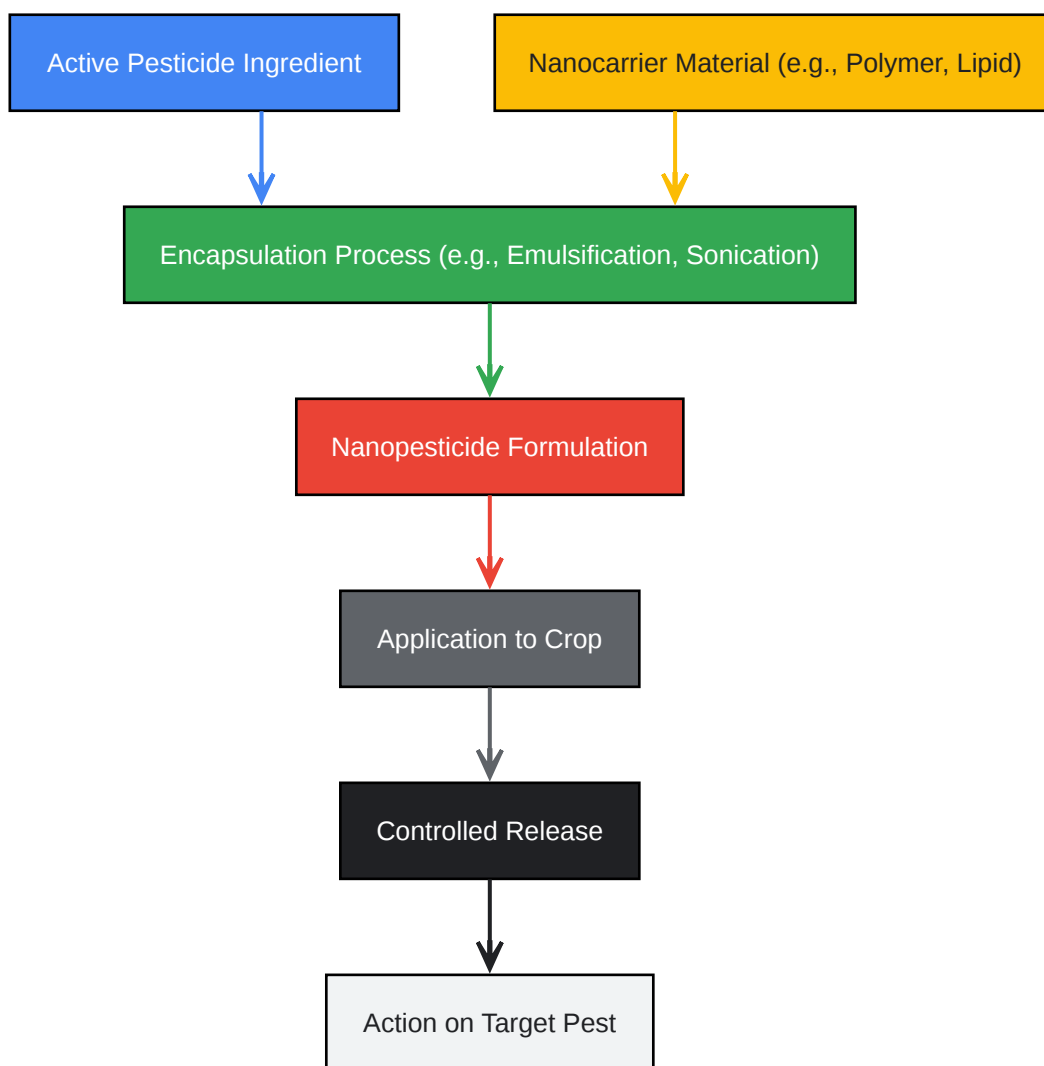 Active Pesticide Ingredient
Nanocarrier Material (e.g., Polymer, Lipid)
Encapsulation Process (e.g., Emulsification, Sonication)
Nanopesticide Formulation
Application to Crop
Controlled Release
Action on Target Pest